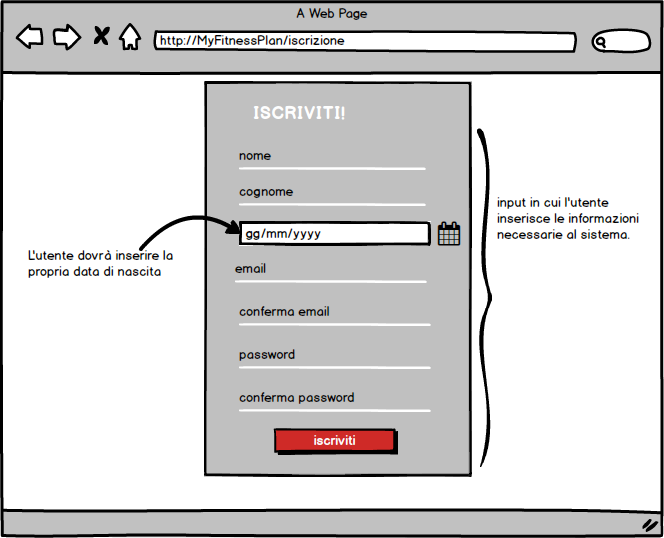 A Web Page
http://MyFitnessPlan/iscrizione
ISCRIVITI!
nome
cognome
gg/mm/yyyy
email
conferma email
password
conferma password
iscriviti
L'utente dovrà inserire la
propria data di nascita
input in cui l'utente
inserisce le informazioni
necessarie al sistema.